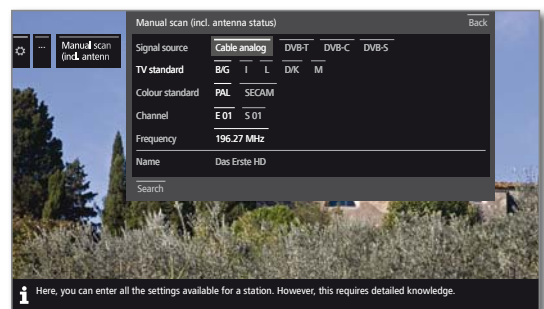 Manual scan (incl. antenna status) Back
...
Manual scan
(incl. antenn
Signal source Cable analog DVB-T DVB-C DVB-S
TV standard B/G I L D/K M
Colour standard PAL SECAM
Channel E 01 S 01
Frequency 196.27 MHz
Name Das Erste HD
Search
i Here, you can enter all the settings available for a station. However, this requires detailed knowledge.